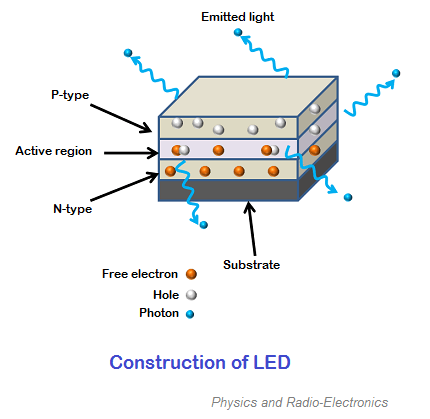 Emitted light
P-type
Active region
N-type
Substrate
Free electron
Hole
Photon
Construction of LED
Physics and Radio-Electronics